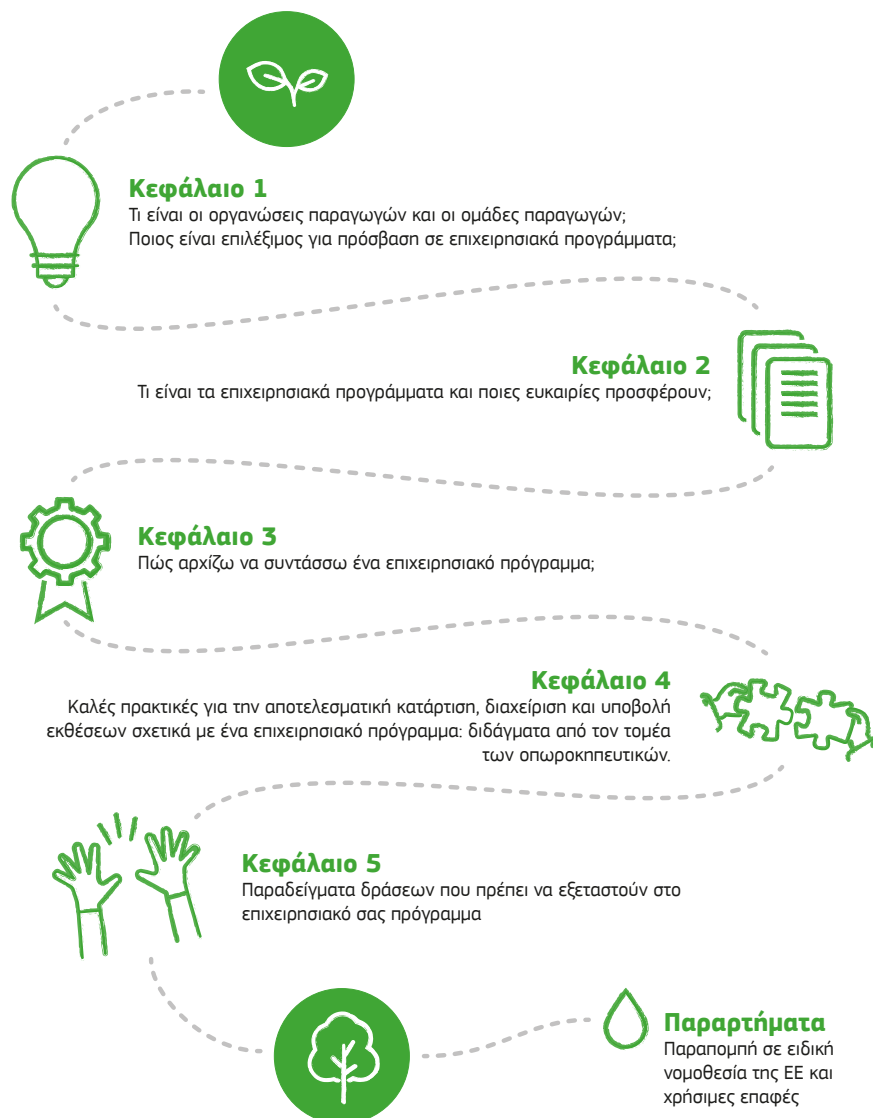 Κεφάλαιο 1
Τι είναι οι οργανώσεις παραγωγών και οι ομάδες παραγωγών;
Ποιος είναι επιλέξιμος για πρόσβαση σε επιχειρησιακά προγράμματα;
Κεφάλαιο 2
Τι είναι τα επιχειρησιακά προγράμματα και ποιες ευκαιρίες προσφέρουν;
Κεφάλαιο 3
Πώς αρχίζω να συντάσσω ένα επιχειρησιακό πρόγραμμα;
Κεφάλαιο 4
Καλές πρακτικές για την αποτελεσματική κατάρτιση, διαχείριση και υποβολή
εκθέσεων σχετικά με ένα επιχειρησιακό πρόγραμμα: διδάγματα από τον τομέα
των οπωροκηπευτικών.
Κεφάλαιο 5
Παραδείγματα δράσεων που πρέπει να εξεταστούν στο
επιχειρησιακό σας πρόγραμμα
Παραρτήματα
Παραπομπή σε ειδική
νομοθεσία της ΕΕ και
χρήσιμες επαφές